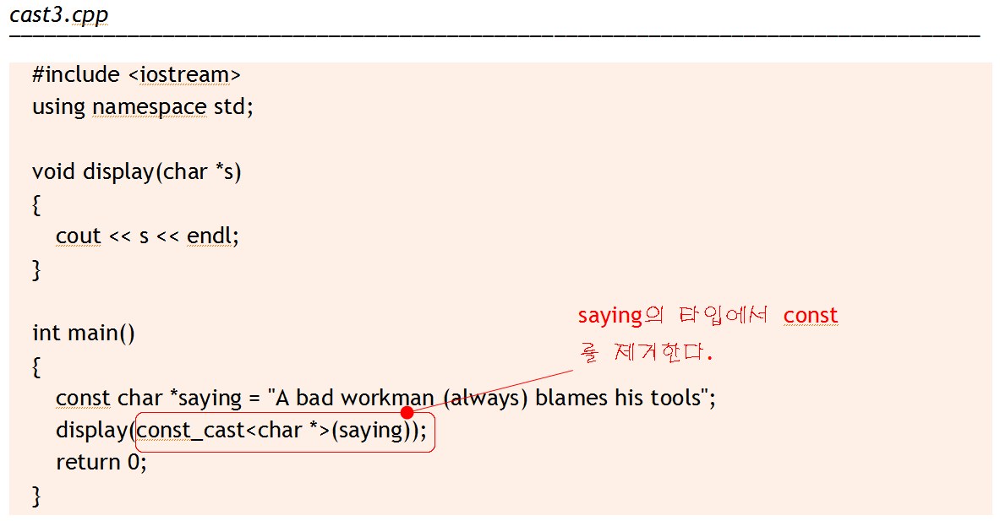 cast3.cpp
#include <iostream>
using namespace std;
void display(char *s)
{
cout << s << endl;
}
int main()
{
const char *saying = "A bad workman (always) blames his tools";
display(const_cast<char *>(saying));
return 0;
}
saying의 타입에서 const
를 제거한다.